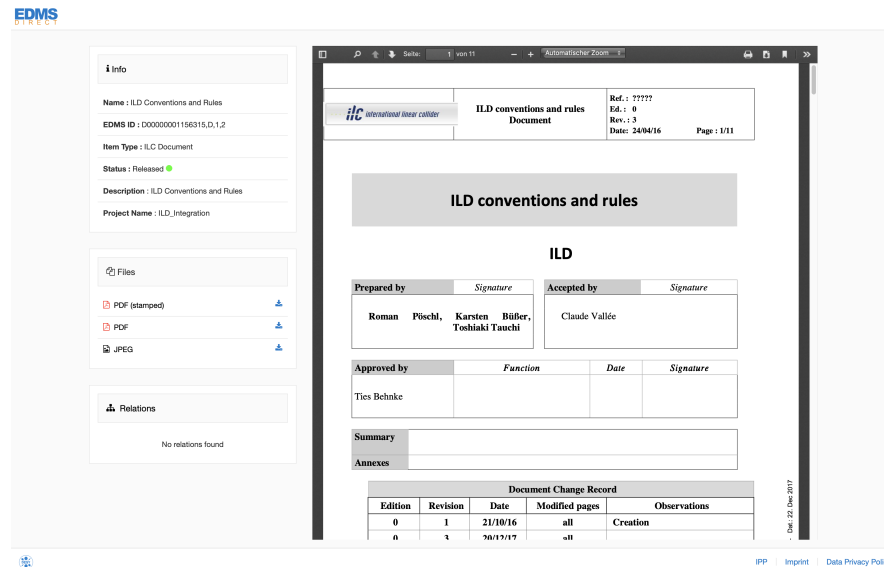 EDMS
DIRECT
Info
Name : ILD Conventions and Rules
EDMS ID : D00000001156315,D,1,2
Item Type : ILC Document
Status : Released
Description : ILD Conventions and Rules
Project Name : ILD_Integration
Files
PDF (stamped)
PDF
JPEG
Relations
No relations found
Seite: 1 von 11 Automatischer Zoom
ilc international linear collider
ILD conventions and rules
Document
Ref. : ?????
Ed. : 0
Rev. : 3
Date: 24/04/16 Page : 1/11
ILD conventions and rules
ILD
Prepared by Signature Accepted by Signature
Roman Pöschl, Karsten Büßer,
Toshiaki Tauchi
Claude Vallée
Approved by Function Date Signature
Ties Behnke
Summary
Annexes
Document Change Record
Edition Revision Date Modified pages Observations
0 1 21/10/16 all Creation
0 3 20/12/17 all
- Dat.: 22. Dec 2017
IPP Imprint Data Privacy Poli